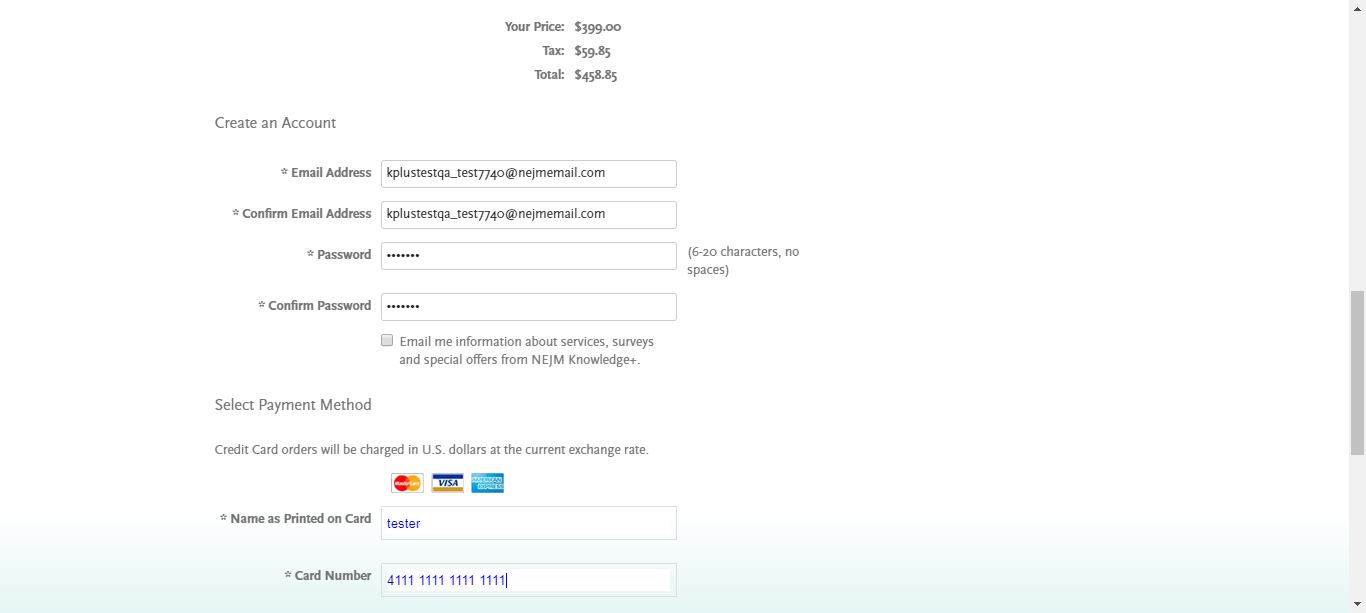 Your Price: $399.00
Tax: $59.85
Total: $458.85
Create an Account
* Email Address kplustestqa_test7740@nejmemail.com
* Confirm Email Address kplustestqa_test7740@nejmemail.com
* Password ••••••• (6-20 characters, no
spaces)
* Confirm Password •••••••
Email me information about services, surveys
and special offers from NEJM Knowledge+.
Select Payment Method
Credit Card orders will be charged in U.S. dollars at the current exchange rate.
MasterCard VISA AMERICAN EXPRESS
* Name as Printed on Card tester
* Card Number 4111 1111 1111 1111